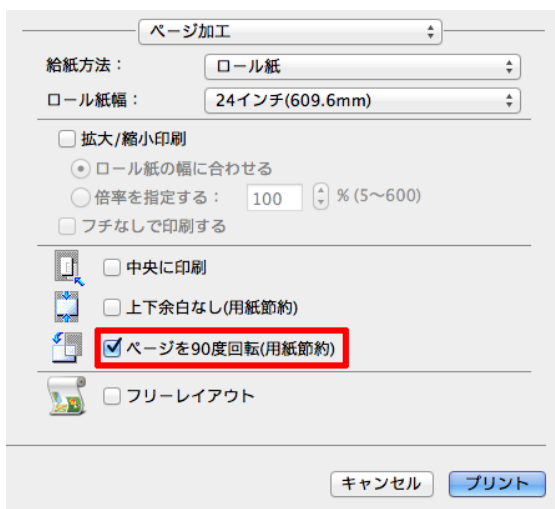 ページ加工
給紙方法： ロール紙
ロール紙幅： 24インチ(609.6mm)
拡大/縮小印刷
ロール紙の幅に合わせる
倍率を指定する： 100 % (5〜600)
フチなしで印刷する
中央に印刷
上下余白なし(用紙節約)
ページを90度回転(用紙節約)
フリーレイアウト
キャンセル プリント